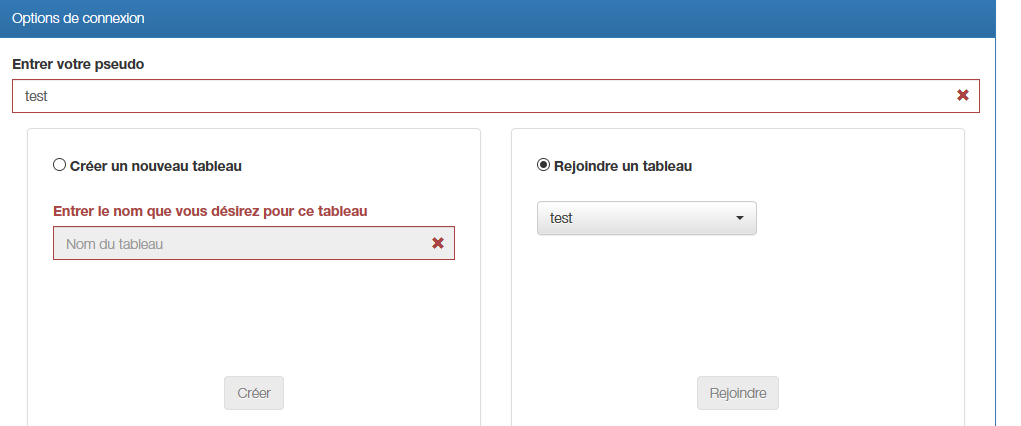 Options de connexion
Entrer votre pseudo
test
Créer un nouveau tableau
Entrer le nom que vous désirez pour ce tableau
Nom du tableau
Créer
Rejoindre un tableau
test
Rejoindre